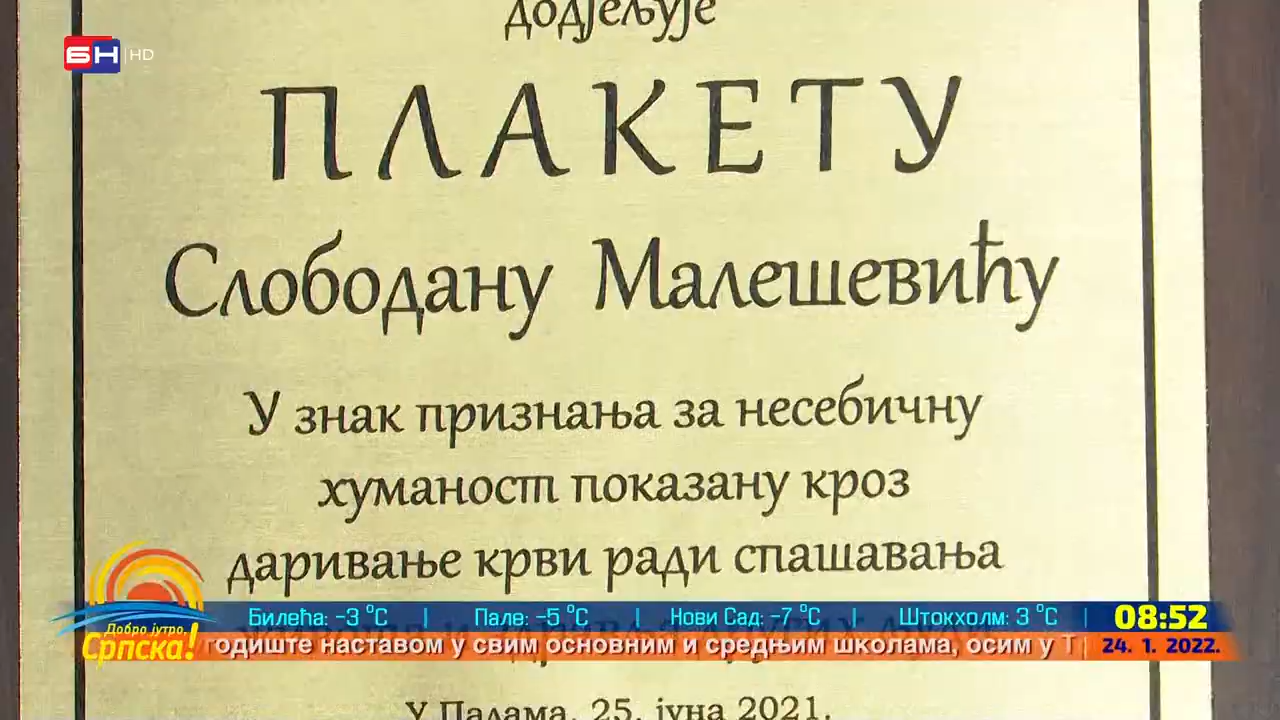 додјељује
БН HD
ПЛАКЕТУ
Слободану Малешевићу
У знак признања за несебичну
хуманост показану кроз
даривање крви ради спашавања
Билећа: -3 °C | Пале: -5 °C | Нови Сад: -7 °C | Штокхолм: 3 °C | 08:52
Добро јутро,
Српска!
угодиште наставом у свим основним и средњим школама, осим у Т
24. 1. 2022.
У Палама, 25. јуна 2021.